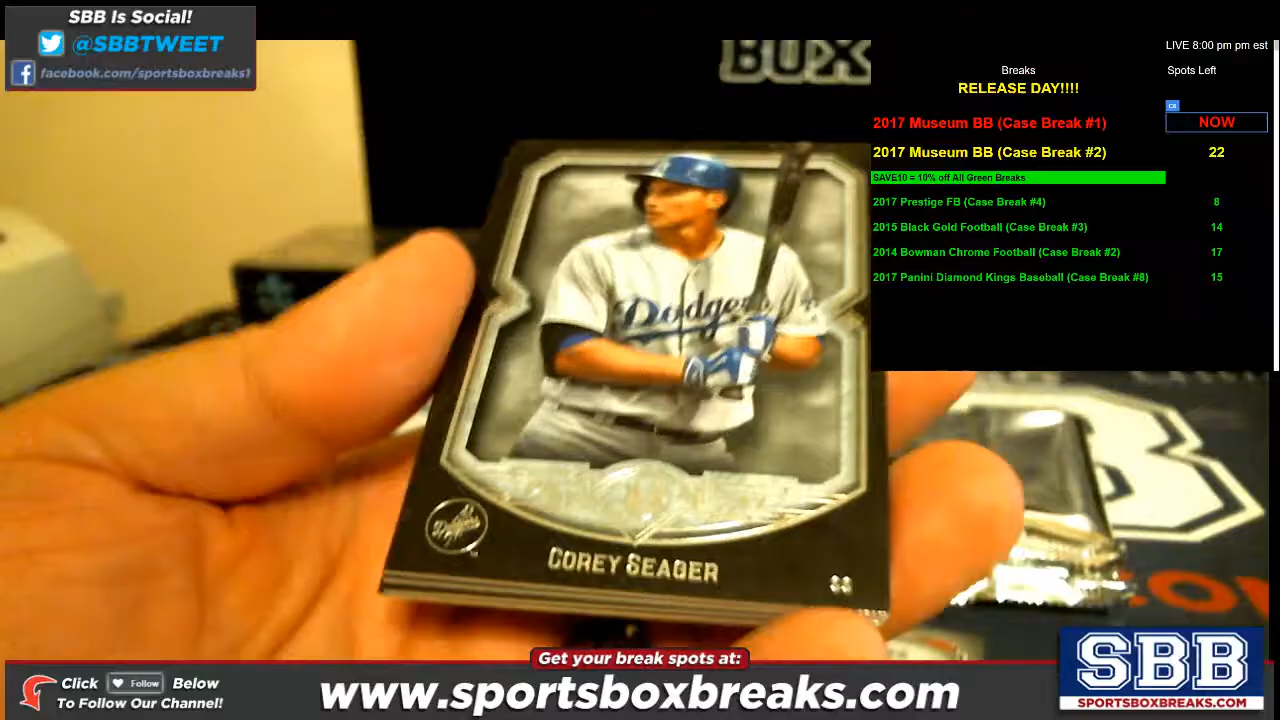 SBB Is Social!
@SBBTWEET
facebook.com/sportsboxbreaks1
BOX
LIVE 8:00 pm pm est
Breaks
Spots Left
RELEASE DAY!!!!
2017 Museum BB (Case Break #1)
NOW
2017 Museum BB (Case Break #2)
22
SAVE10 = 10% off All Green Breaks
2017 Prestige FB (Case Break #4)
8
2015 Black Gold Football (Case Break #3)
14
2014 Bowman Chrome Football (Case Break #2)
17
2017 Panini Diamond Kings Baseball (Case Break #8)
15
Dodgers
Dodgers
COREY SEAGER
SS
Get your break spots at:
Click Follow Below
To Follow Our Channel!
www.sportsboxbreaks.com
SBB
SPORTSBOXBREAKS.COM